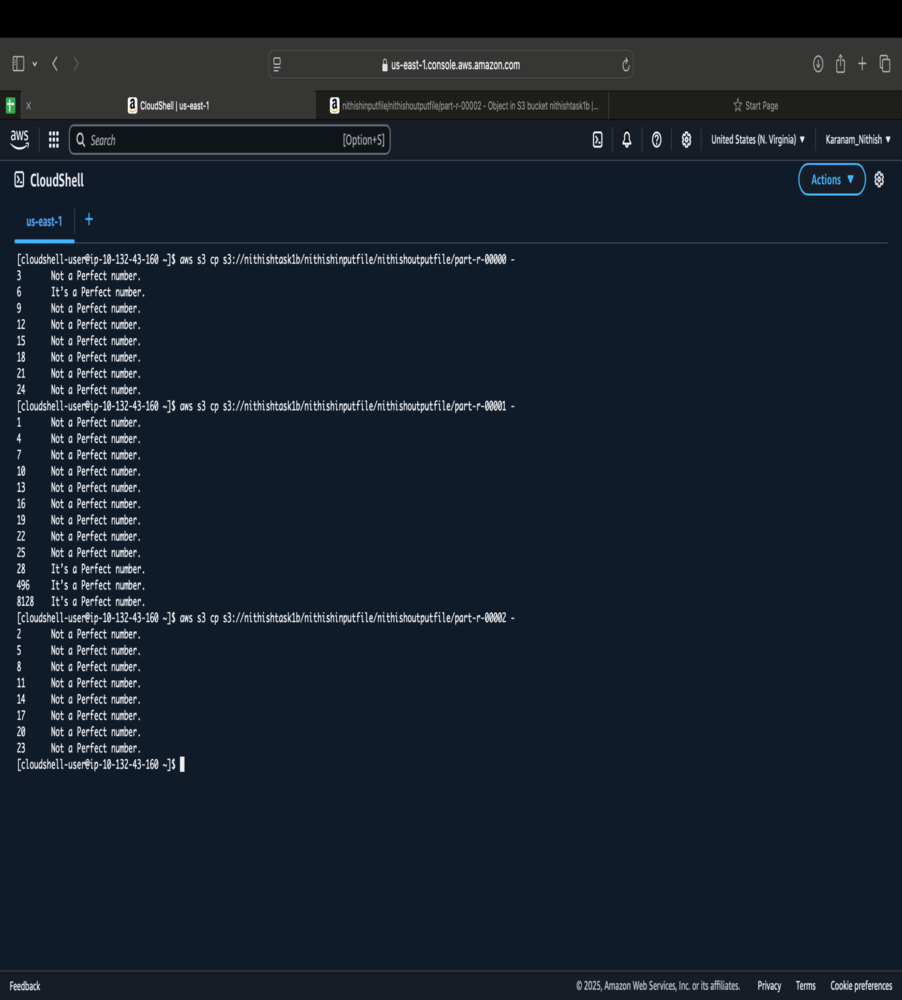 us-east-1.console.aws.amazon.com
CloudShell | us-east-1
nithishinputfile/nithishoutputfile/part-r-00002 - Object in S3 bucket nithishtask1b |...
Start Page
aws
Search
[Option+S]
United States (N. Virginia)
Karanam_Nithish
CloudShell
Actions
us-east-1
[cloudshell-user@ip-10-132-43-160 ~]$ aws s3 cp s3://nithishtask1b/nithishinputfile/nithishoutputfile/part-r-00000 -
3 Not a Perfect number.
6 It’s a Perfect number.
9 Not a Perfect number.
12 Not a Perfect number.
15 Not a Perfect number.
18 Not a Perfect number.
21 Not a Perfect number.
24 Not a Perfect number.
[cloudshell-user@ip-10-132-43-160 ~]$ aws s3 cp s3://nithishtask1b/nithishinputfile/nithishoutputfile/part-r-00001 -
1 Not a Perfect number.
4 Not a Perfect number.
7 Not a Perfect number.
10 Not a Perfect number.
13 Not a Perfect number.
16 Not a Perfect number.
19 Not a Perfect number.
22 Not a Perfect number.
25 Not a Perfect number.
28 It’s a Perfect number.
496 It’s a Perfect number.
8128 It’s a Perfect number.
[cloudshell-user@ip-10-132-43-160 ~]$ aws s3 cp s3://nithishtask1b/nithishinputfile/nithishoutputfile/part-r-00002 -
2 Not a Perfect number.
5 Not a Perfect number.
8 Not a Perfect number.
11 Not a Perfect number.
14 Not a Perfect number.
17 Not a Perfect number.
20 Not a Perfect number.
23 Not a Perfect number.
[cloudshell-user@ip-10-132-43-160 ~]$
Feedback
© 2025, Amazon Web Services, Inc. or its affiliates.
Privacy
Terms
Cookie preferences